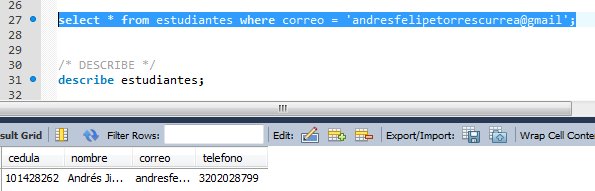 26
27 select * from estudiantes where correo = 'andresfelipetorrescurrea@gmail';
28
29
30 /* DESCRIBE */
31 describe estudiantes;
32
sult Grid Filter Rows: Edit: Export/Import: Wrap Cell Conter
cedula nombre correo telefono
101428262 Andrés Ji... andresfe... 3202028799